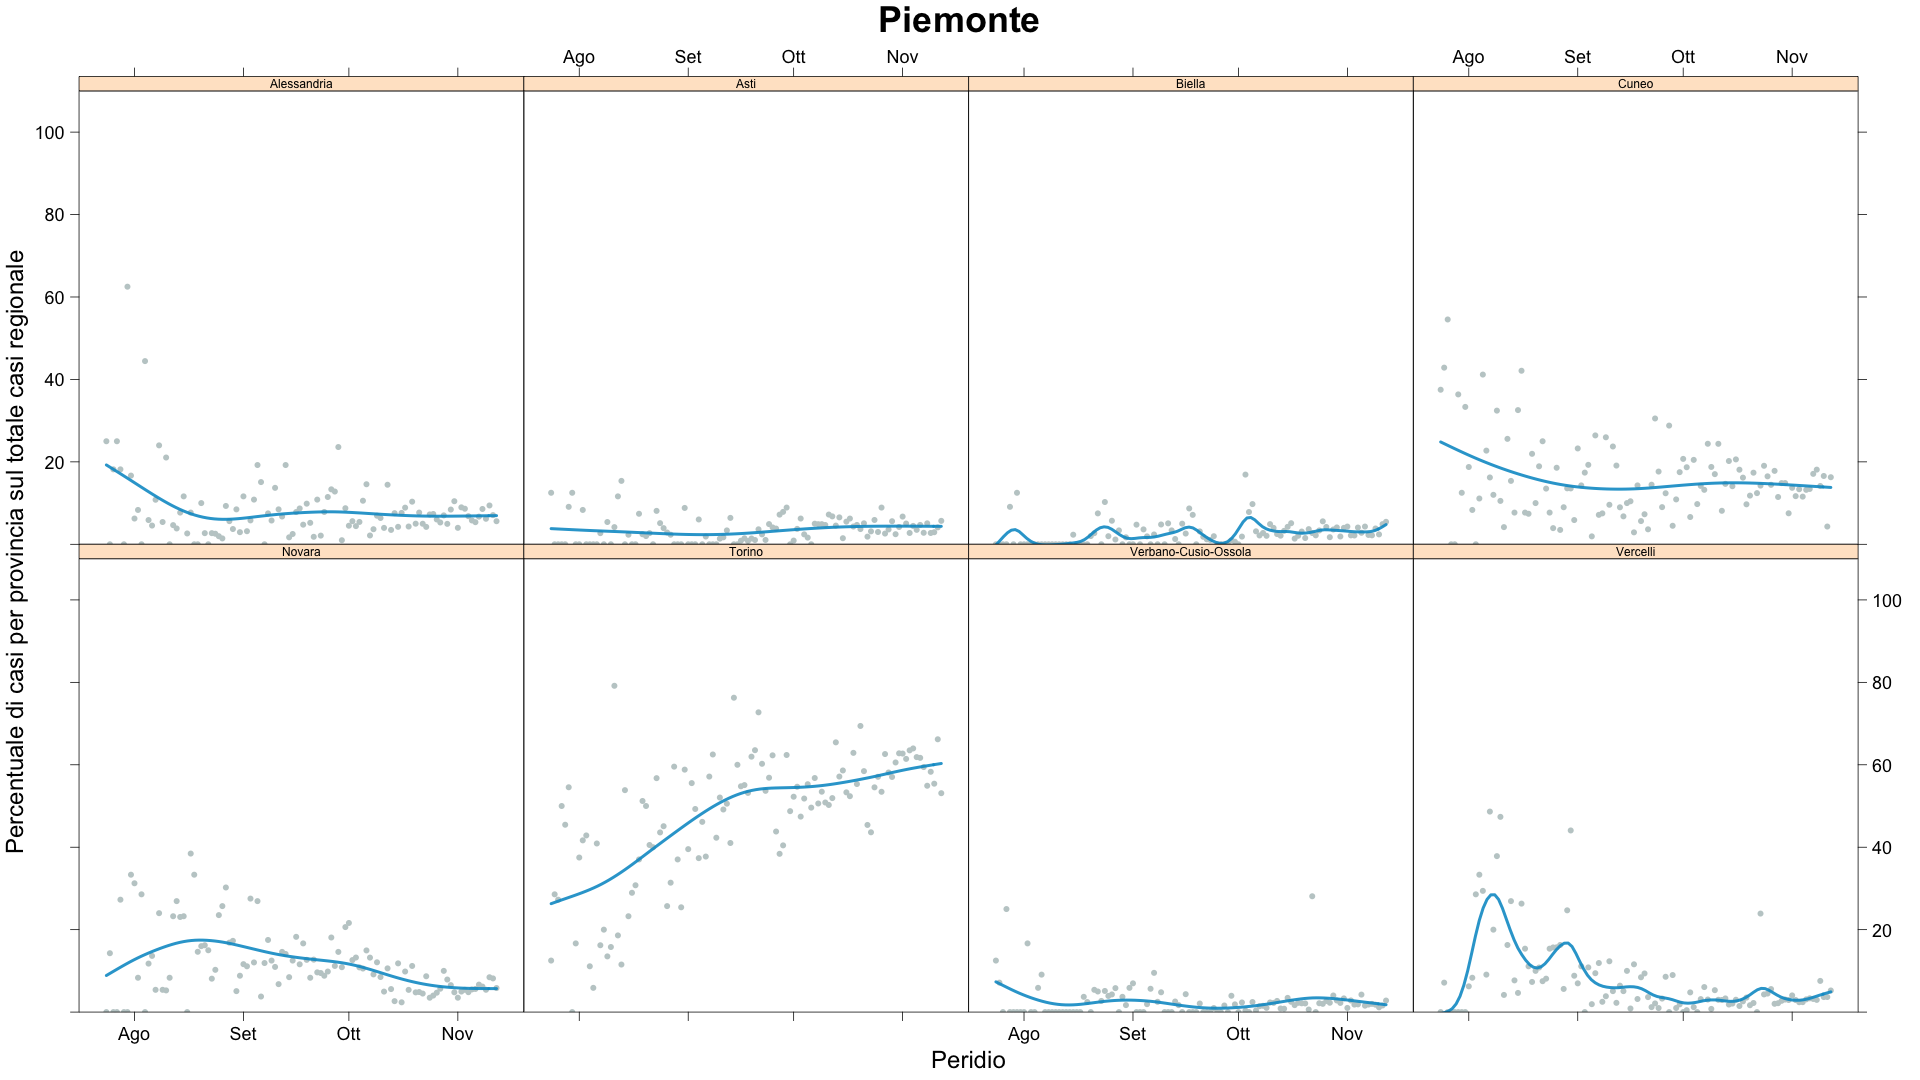 Piemonte
Ago Set Ott Nov Ago Set Ott Nov
Alessandria Asti Biella Cuneo
100
80
60
40
20
Percentuale di casi per provincia sul totale casi regionale
Novara Torino Verbano-Cusio-Ossola Vercelli
100
80
60
40
20
Ago Set Ott Nov Ago Set Ott Nov
Peridio